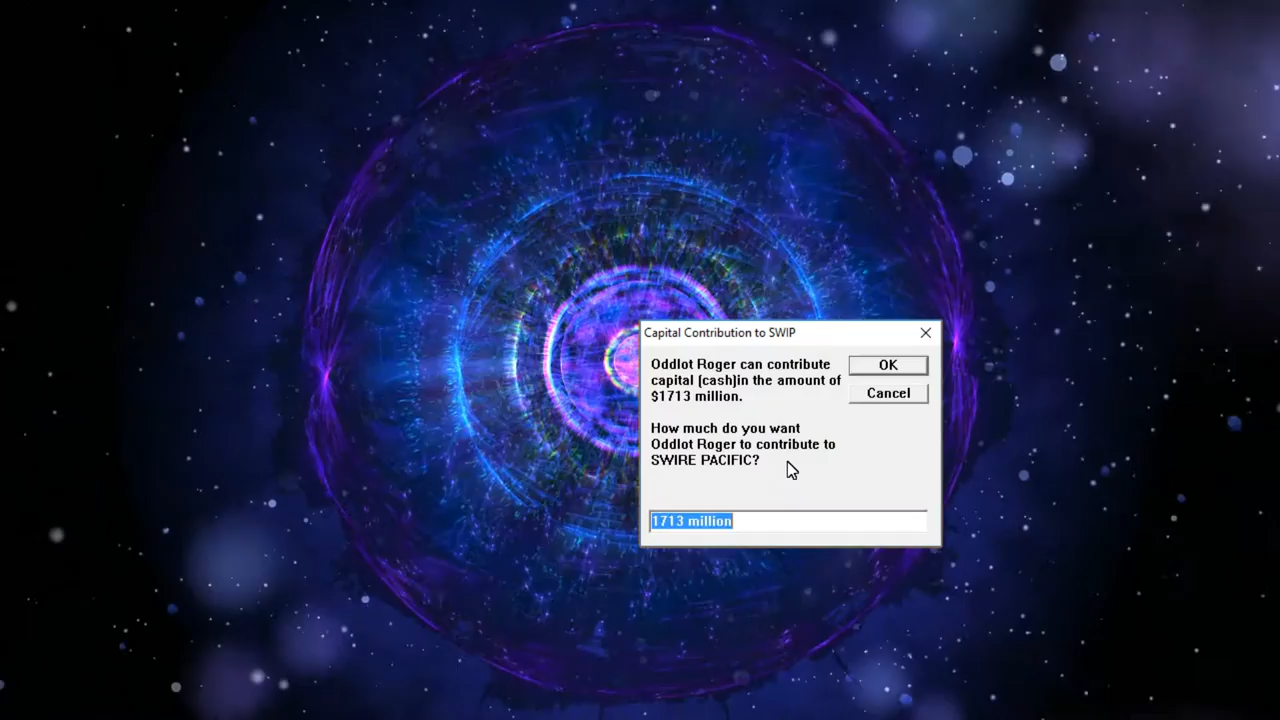 Capital Contribution to SWIP
Oddlot Roger can contribute
capital [cash]in the amount of
$1713 million.
How much do you want
Oddlot Roger to contribute to
SWIRE PACIFIC?
OK
Cancel
1713 million